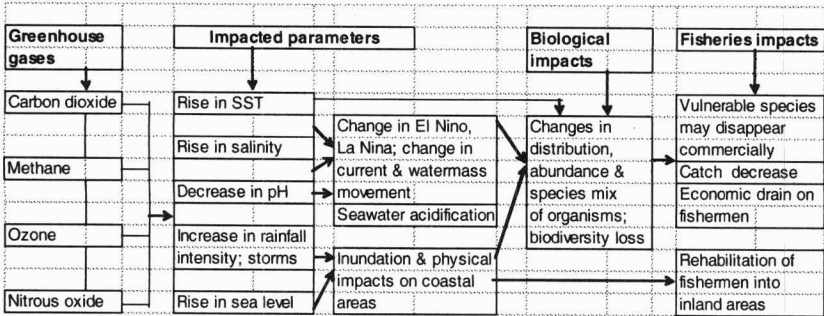 Greenhouse
gases
Impacted parameters
Biological
impacts
Fisheries impacts
Carbon dioxide
Methane
Ozone
Nitrous oxide
Rise in SST
Rise in salinity
Decrease in pH
Increase in rainfall
intensity; storms
Rise in sea level
Change in El Nino,
La Nina; change in
current & watermass
movement
Seawater acidification
Inundation & physical
impacts on coastal
areas
Changes in
distribution,
abundance &
species mix
of organisms;
biodiversity loss
Vulnerable species
may disappear
commercially
Catch decrease
Economic drain on
fishermen
Rehabilitation of
fishermen into
inland areas